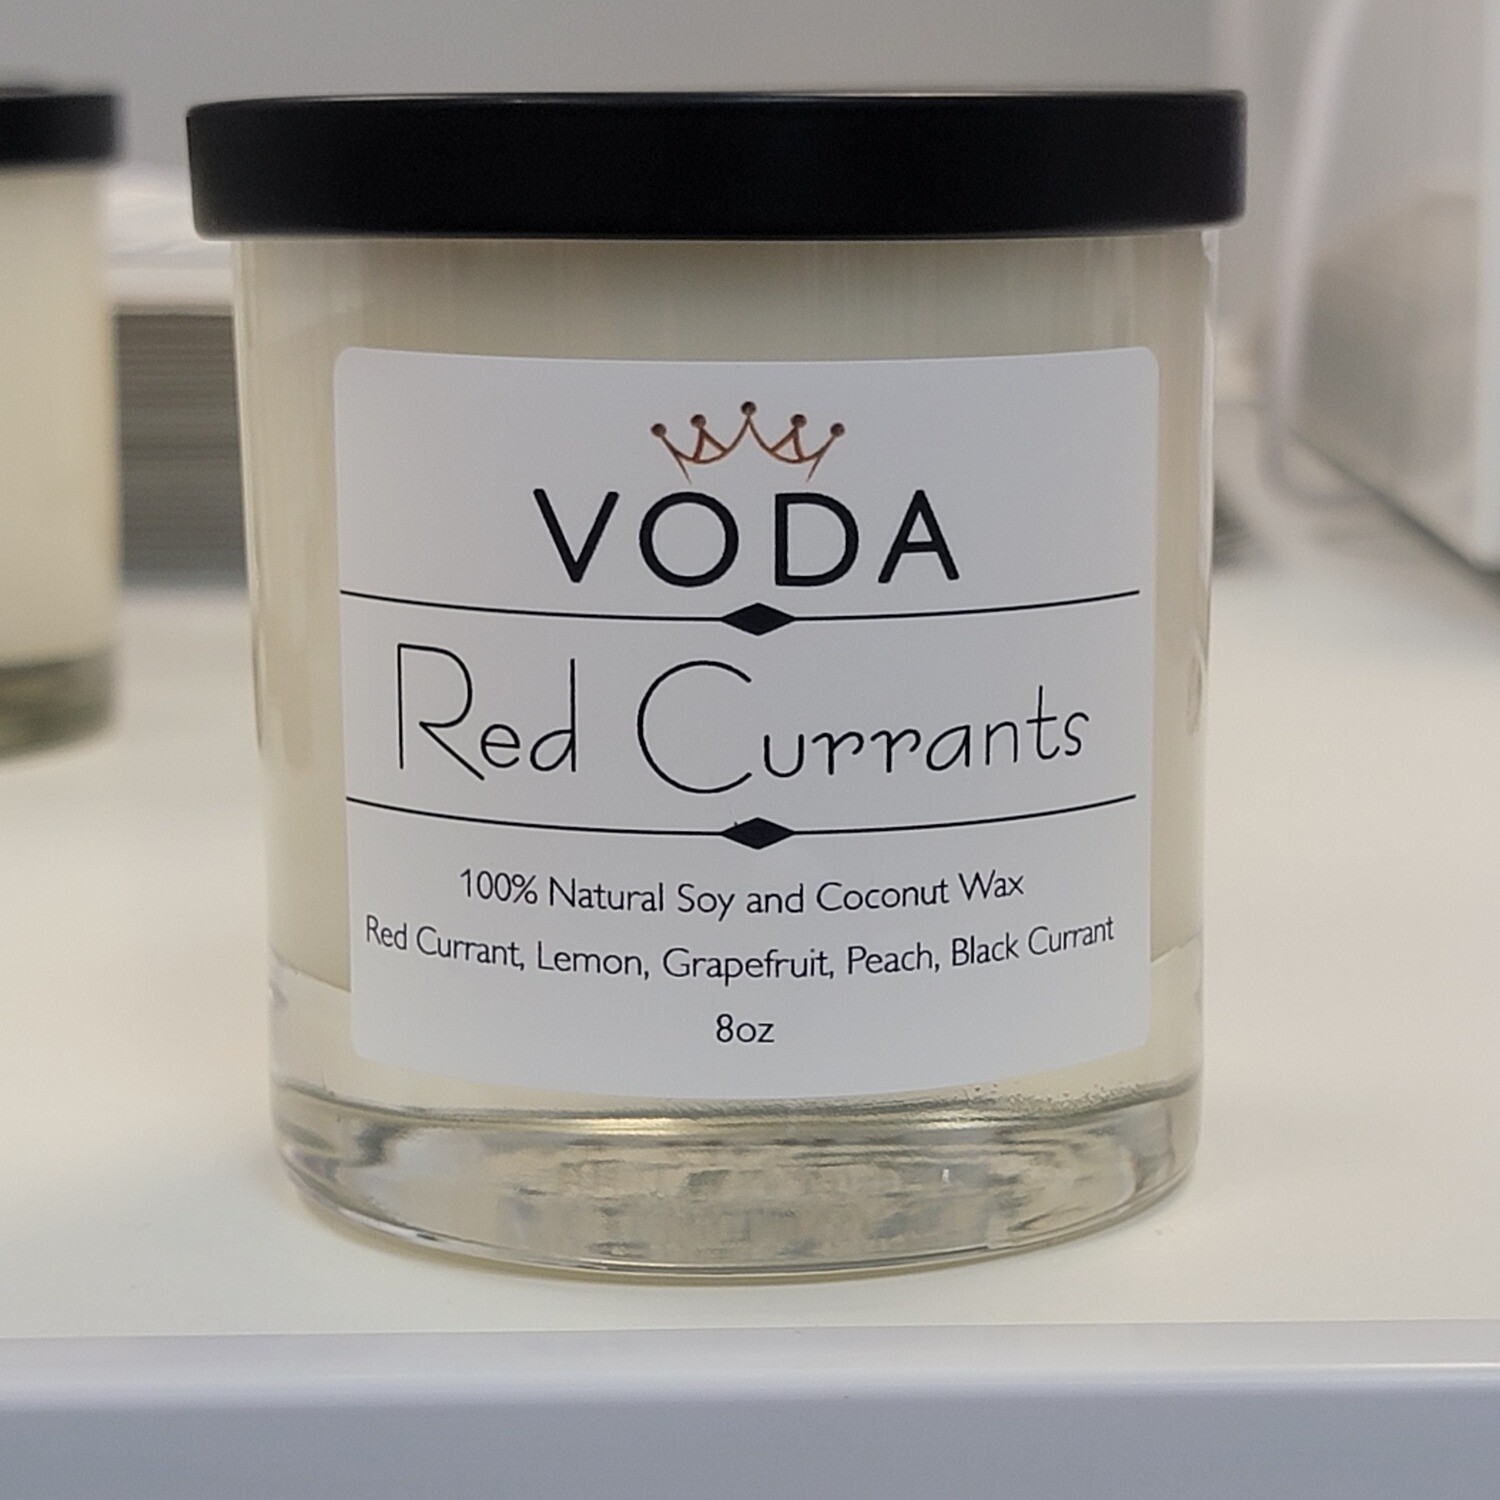 VODA
Red Currants
100% Natural Soy and Coconut Wax
Red Currant, Lemon, Grapefruit, Peach, Black Currant
8oz